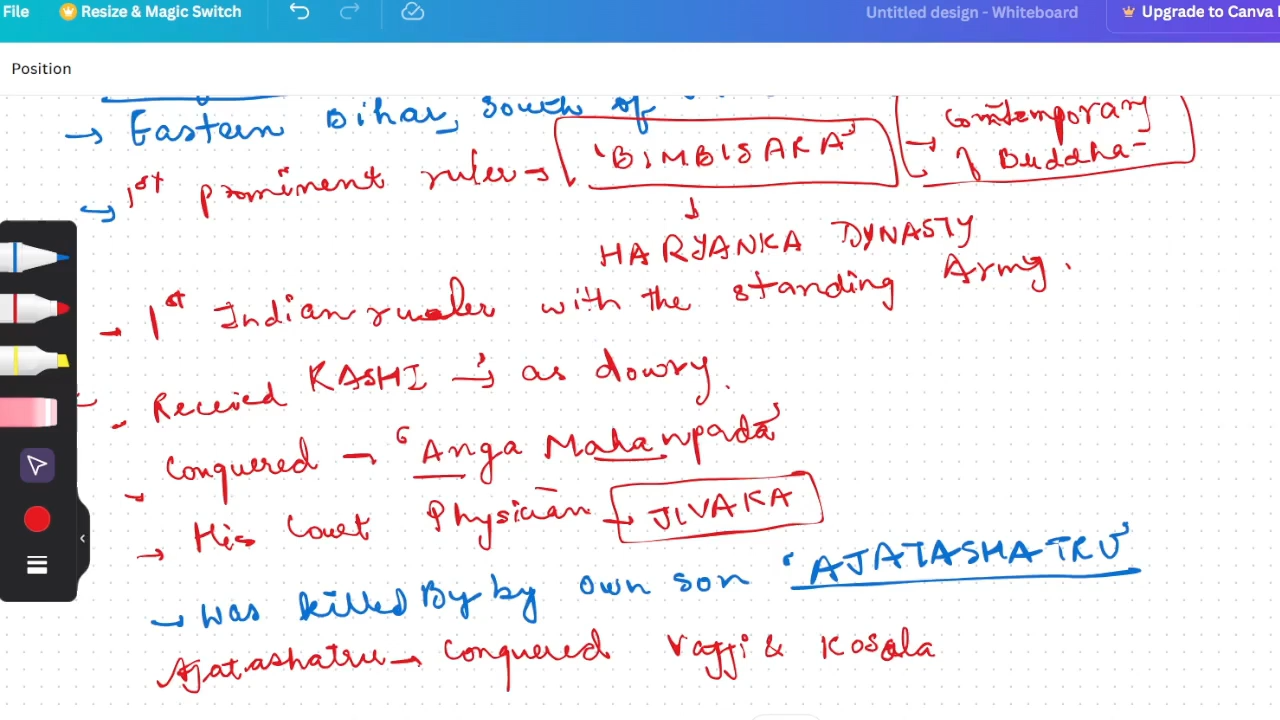 File Resize & Magic Switch Untitled design - Whiteboard Upgrade to Canva
Position
→ Eastern Bihar, South of
→ 1st prominent ruler → 'BIMBISARA'
→ Contemporary
of Buddha
HARYANKA DYNASTY
→ 1st Indian ruler with the standing Army.
Received KASHI → as dowry.
→ Conquered → 'Anga Mahanpada'
→ His Court Physician → JIVAKA
→ Was killed By by own son 'AJATASHATRU'
Ajatashatru → Conquered Vajji & Kosala